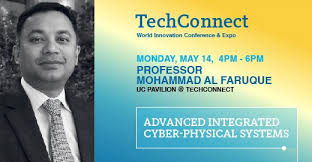 TechConnect
World Innovation Conference & Expo
MONDAY, MAY 14, 4PM - 6PM
PROFESSOR
MOHAMMAD AL FARUQUE
UC PAVILION @ TECHCONNECT
ADVANCED INTEGRATED
CYBER-PHYSICAL SYSTEMS